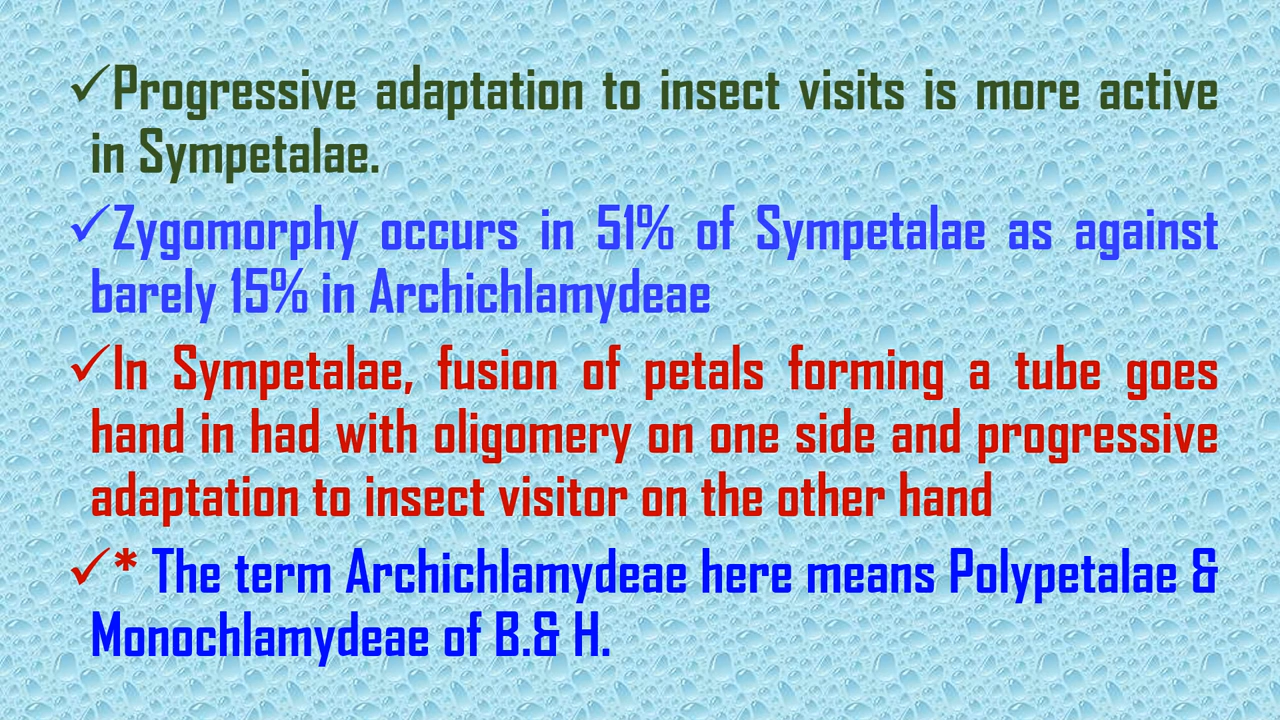 ✓Progressive adaptation to insect visits is more active
in Sympetalae.
✓Zygomorphy occurs in 51% of Sympetalae as against
barely 15% in Archichlamydeae
✓In Sympetalae, fusion of petals forming a tube goes
hand in had with oligomery on one side and progressive
adaptation to insect visitor on the other hand
✓* The term Archichlamydeae here means Polypetalae &
Monochlamydeae of B.& H.